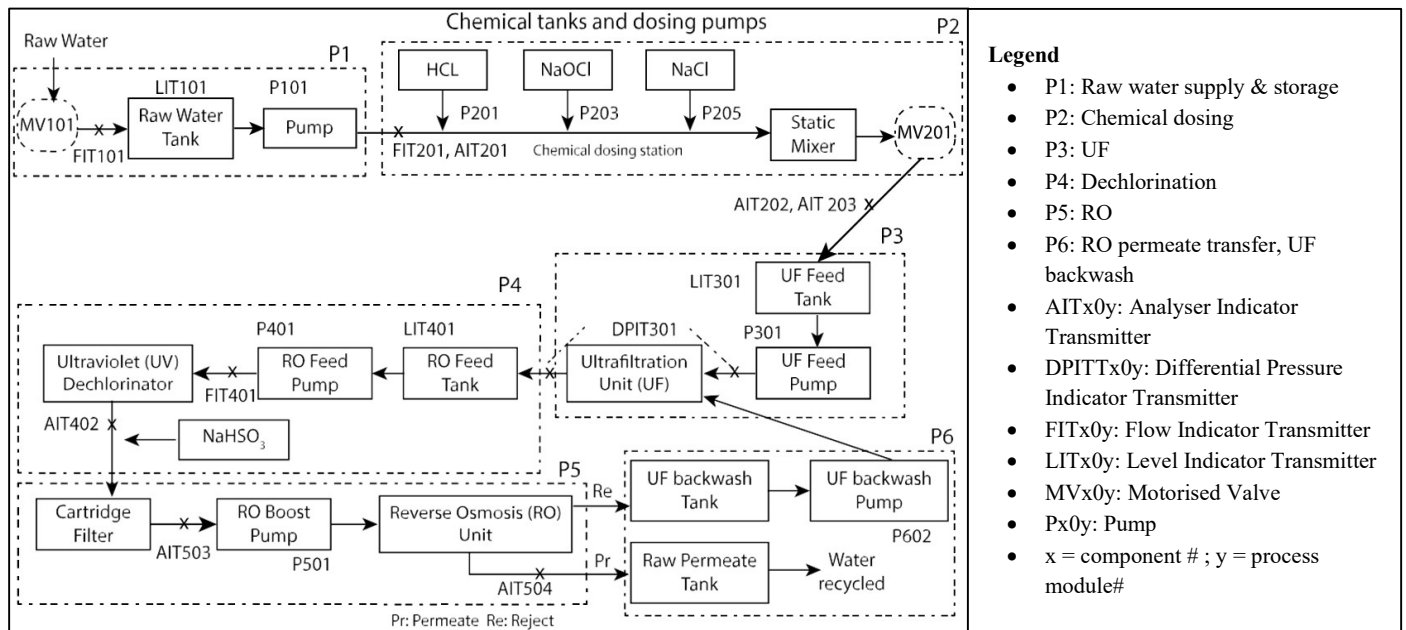 Chemical tanks and dosing pumps
P2
Raw Water
P1
HCL
NaOCl
NaCl
LIT101
P101
MV101
Raw Water
Tank
Pump
P201
P203
P205
Static
Mixer
MV201
FIT101
FIT201, AIT201
Chemical dosing station
AIT202, AIT 203
P3
LIT301
UF Feed
Tank
P4
P401
LIT401
DPIT301
P301
Ultraviolet (UV)
Dechlorinator
RO Feed
Pump
RO Feed
Tank
Ultrafiltration
Unit (UF)
UF Feed
Pump
FIT401
AIT402
NaHSO3
P6
P5
Re
UF backwash
Tank
UF backwash
Pump
Cartridge
Filter
RO Boost
Pump
Reverse Osmosis (RO)
Unit
P602
AIT503
P501
AIT504
Pr
Raw Permeate
Tank
Water
recycled
Pr: Permeate Re: Reject
Legend
• P1: Raw water supply & storage
• P2: Chemical dosing
• P3: UF
• P4: Dechlorination
• P5: RO
• P6: RO permeate transfer, UF
backwash
• AITx0y: Analyser Indicator
Transmitter
• DPITTx0y: Differential Pressure
Indicator Transmitter
• FITx0y: Flow Indicator Transmitter
• LITx0y: Level Indicator Transmitter
• MVx0y: Motorised Valve
• Px0y: Pump
• x = component # ; y = process
module#